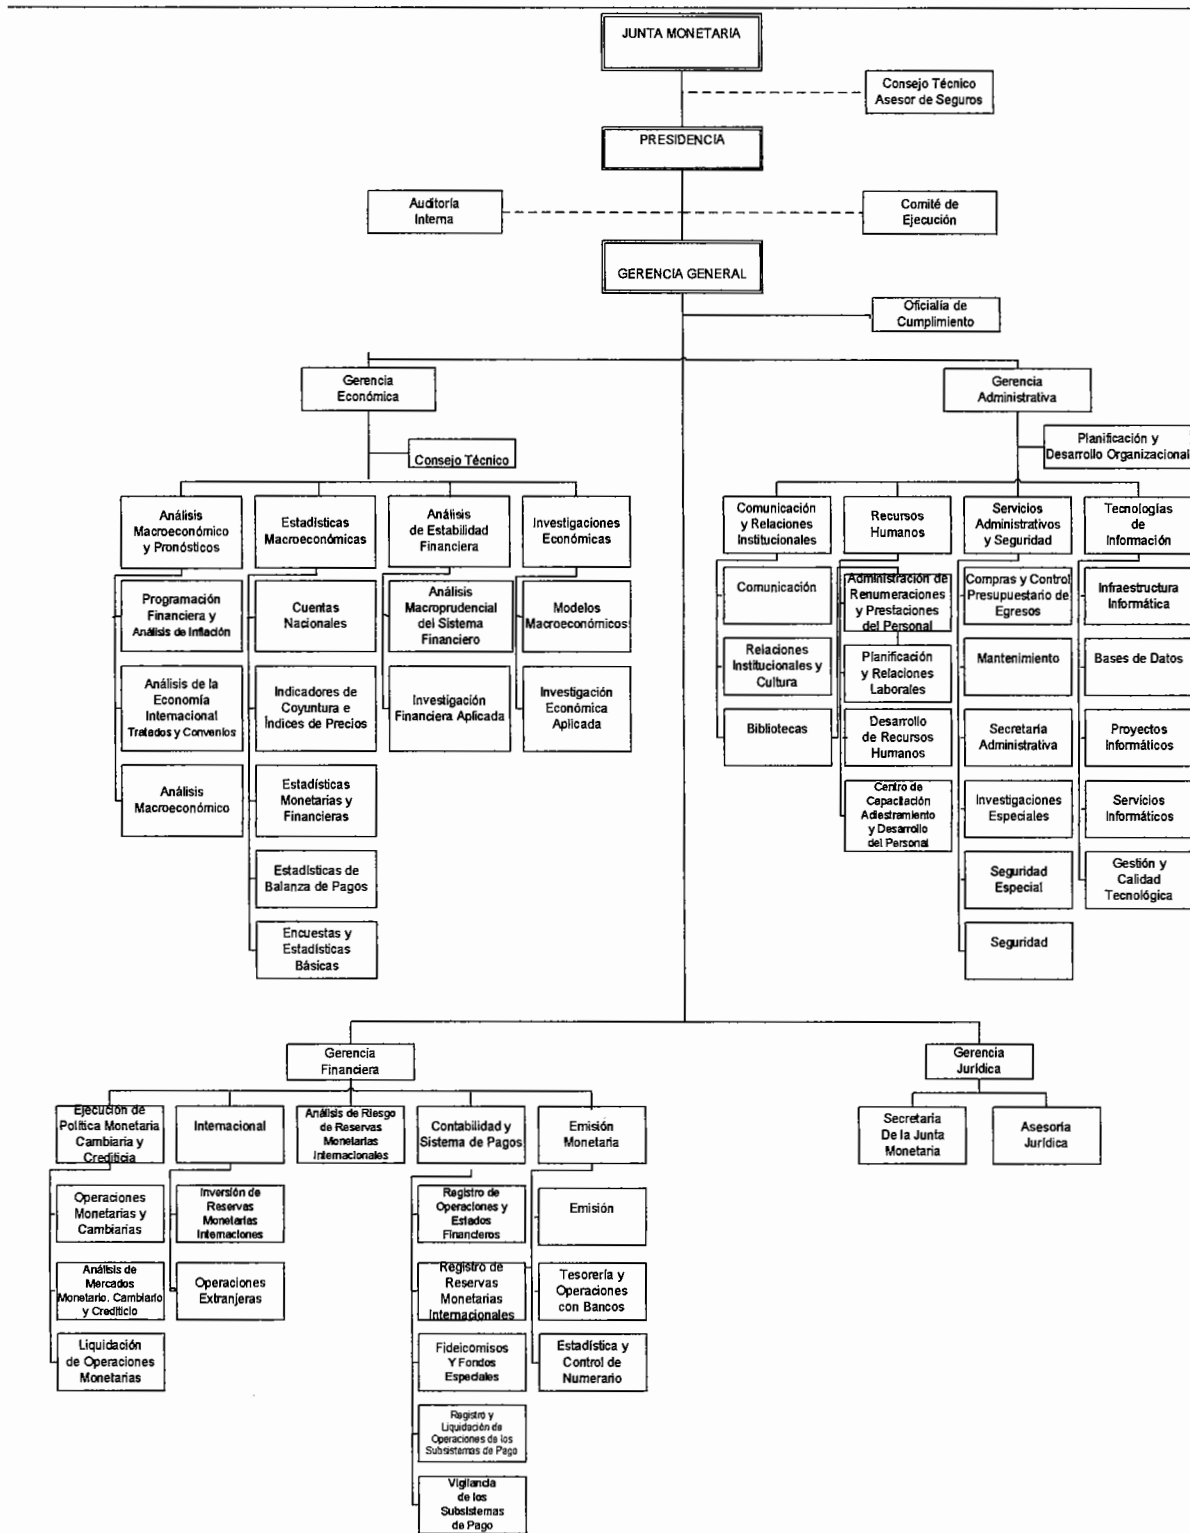 JUNTA MONETARIA
Consejo Técnico
Asesor de Seguros
PRESIDENCIA
Auditoría
Interna
Comité de
Ejecución
GERENCIA GENERAL
Oficialía de
Cumplimiento
Gerencia
Económica
Gerencia
Administrativa
Consejo Técnico
Planificación y
Desarrollo Organizacional
Análisis
Macroeconómico
y Pronósticos
Estadísticas
Macroeconómicas
Análisis
de Estabilidad
Financiera
Investigaciones
Económicas
Comunicación
y Relaciones
Institucionales
Recursos
Humanos
Servicios
Administrativos
y Seguridad
Tecnologías
de
Información
Programación
Financiera y
Análisis de Inflación
Cuentas
Nacionales
Análisis
Macroprudencial
del Sistema
Financiero
Modelos
Macroeconómicos
Comunicación
Administración de
Renumeraciones
y Prestaciones
del Personal
Compras y Control
Presupuestario de
Egresos
Infraestructura
Informática
Análisis de la
Economía
Internacional
Tratados y Convenios
Indicadores de
Coyuntura e
Índices de Precios
Investigación
Financiera Aplicada
Investigación
Económica
Aplicada
Relaciones
Institucionales y
Cultura
Planificación
y Relaciones
Laborales
Mantenimiento
Bases de Datos
Análisis
Macroeconómico
Estadísticas
Monetarias y
Financieras
Bibliotecas
Desarrollo
de Recursos
Humanos
Secretaría
Administrativa
Proyectos
Informáticos
Centro de
Capacitación
Adiestramiento
y Desarrollo
del Personal
Investigaciones
Especiales
Servicios
Informáticos
Estadísticas de
Balanza de Pagos
Seguridad
Especial
Gestión y
Calidad
Tecnológica
Encuestas y
Estadísticas
Básicas
Seguridad
Gerencia
Financiera
Gerencia
Jurídica
Ejecución de
Política Monetaria
Cambiaria y
Crediticia
Internacional
Análisis de Riesgo
de Reservas
Monetarias
Internacionales
Contabilidad y
Sistema de Pagos
Emisión
Monetaria
Secretaria
De la Junta
Monetaria
Asesoría
Jurídica
Operaciones
Monetarias y
Cambiarias
Inversión de
Reservas
Monetarias
Internaciones
Registro de
Operaciones y
Estados
Financieros
Emisión
Análisis de
Mercados
Monetario. Cambiario
y Crediticio
Operaciones
Extranjeras
Registro de
Reservas
Monetarias
Internacionales
Tesorería y
Operaciones
con Bancos
Liquidación
de Operaciones
Monetarias
Fideicomisos
Y Fondos
Especiales
Estadística y
Control de
Numerario
Registro y
Liquidación de
Operaciones de los
Subsistemas de Pago
Vigilancia
de los
Subsistemas
de Pago